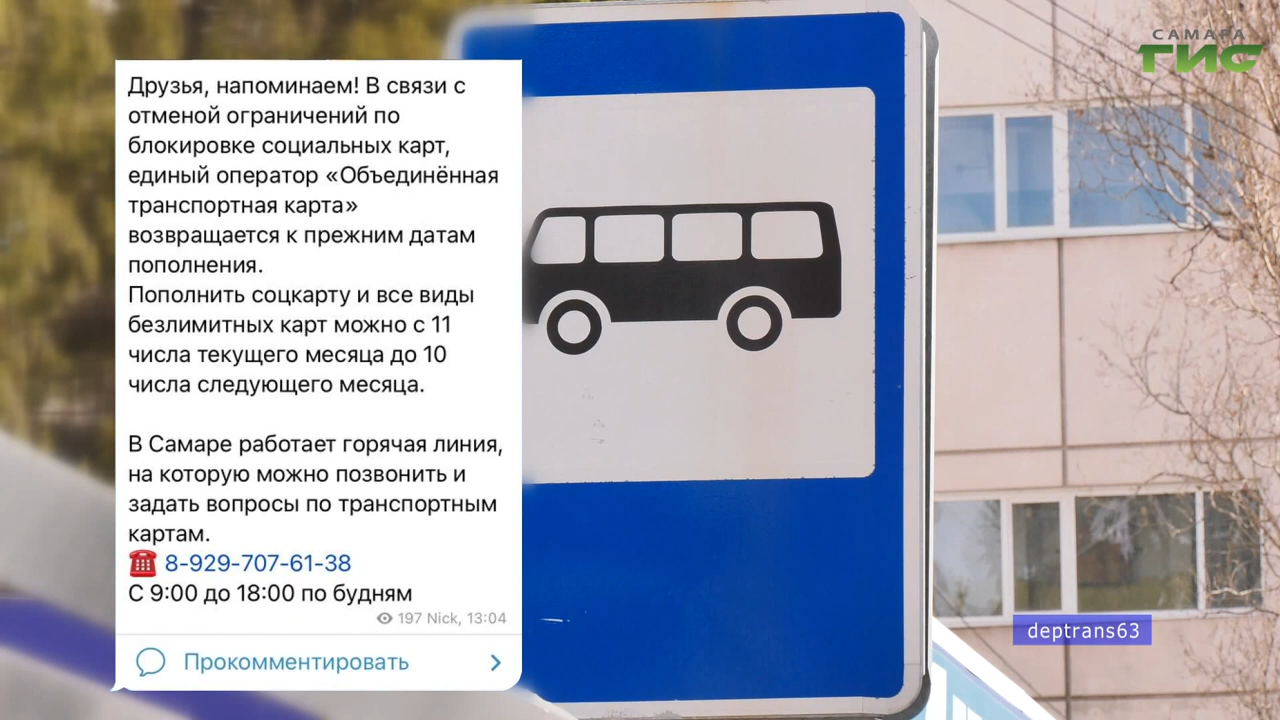 САМАРА
ГИС
Друзья, напоминаем! В связи с
отменой ограничений по
блокировке социальных карт,
единый оператор «Объединённая
транспортная карта»
возвращается к прежним датам
пополнения.
Пополнить соцкарту и все виды
безлимитных карт можно с 11
числа текущего месяца до 10
числа следующего месяца.
В Самаре работает горячая линия,
на которую можно позвонить и
задать вопросы по транспортным
картам.
8-929-707-61-38
С 9:00 до 18:00 по будням
197 Nick, 13:04
Прокомментировать
deptrans63